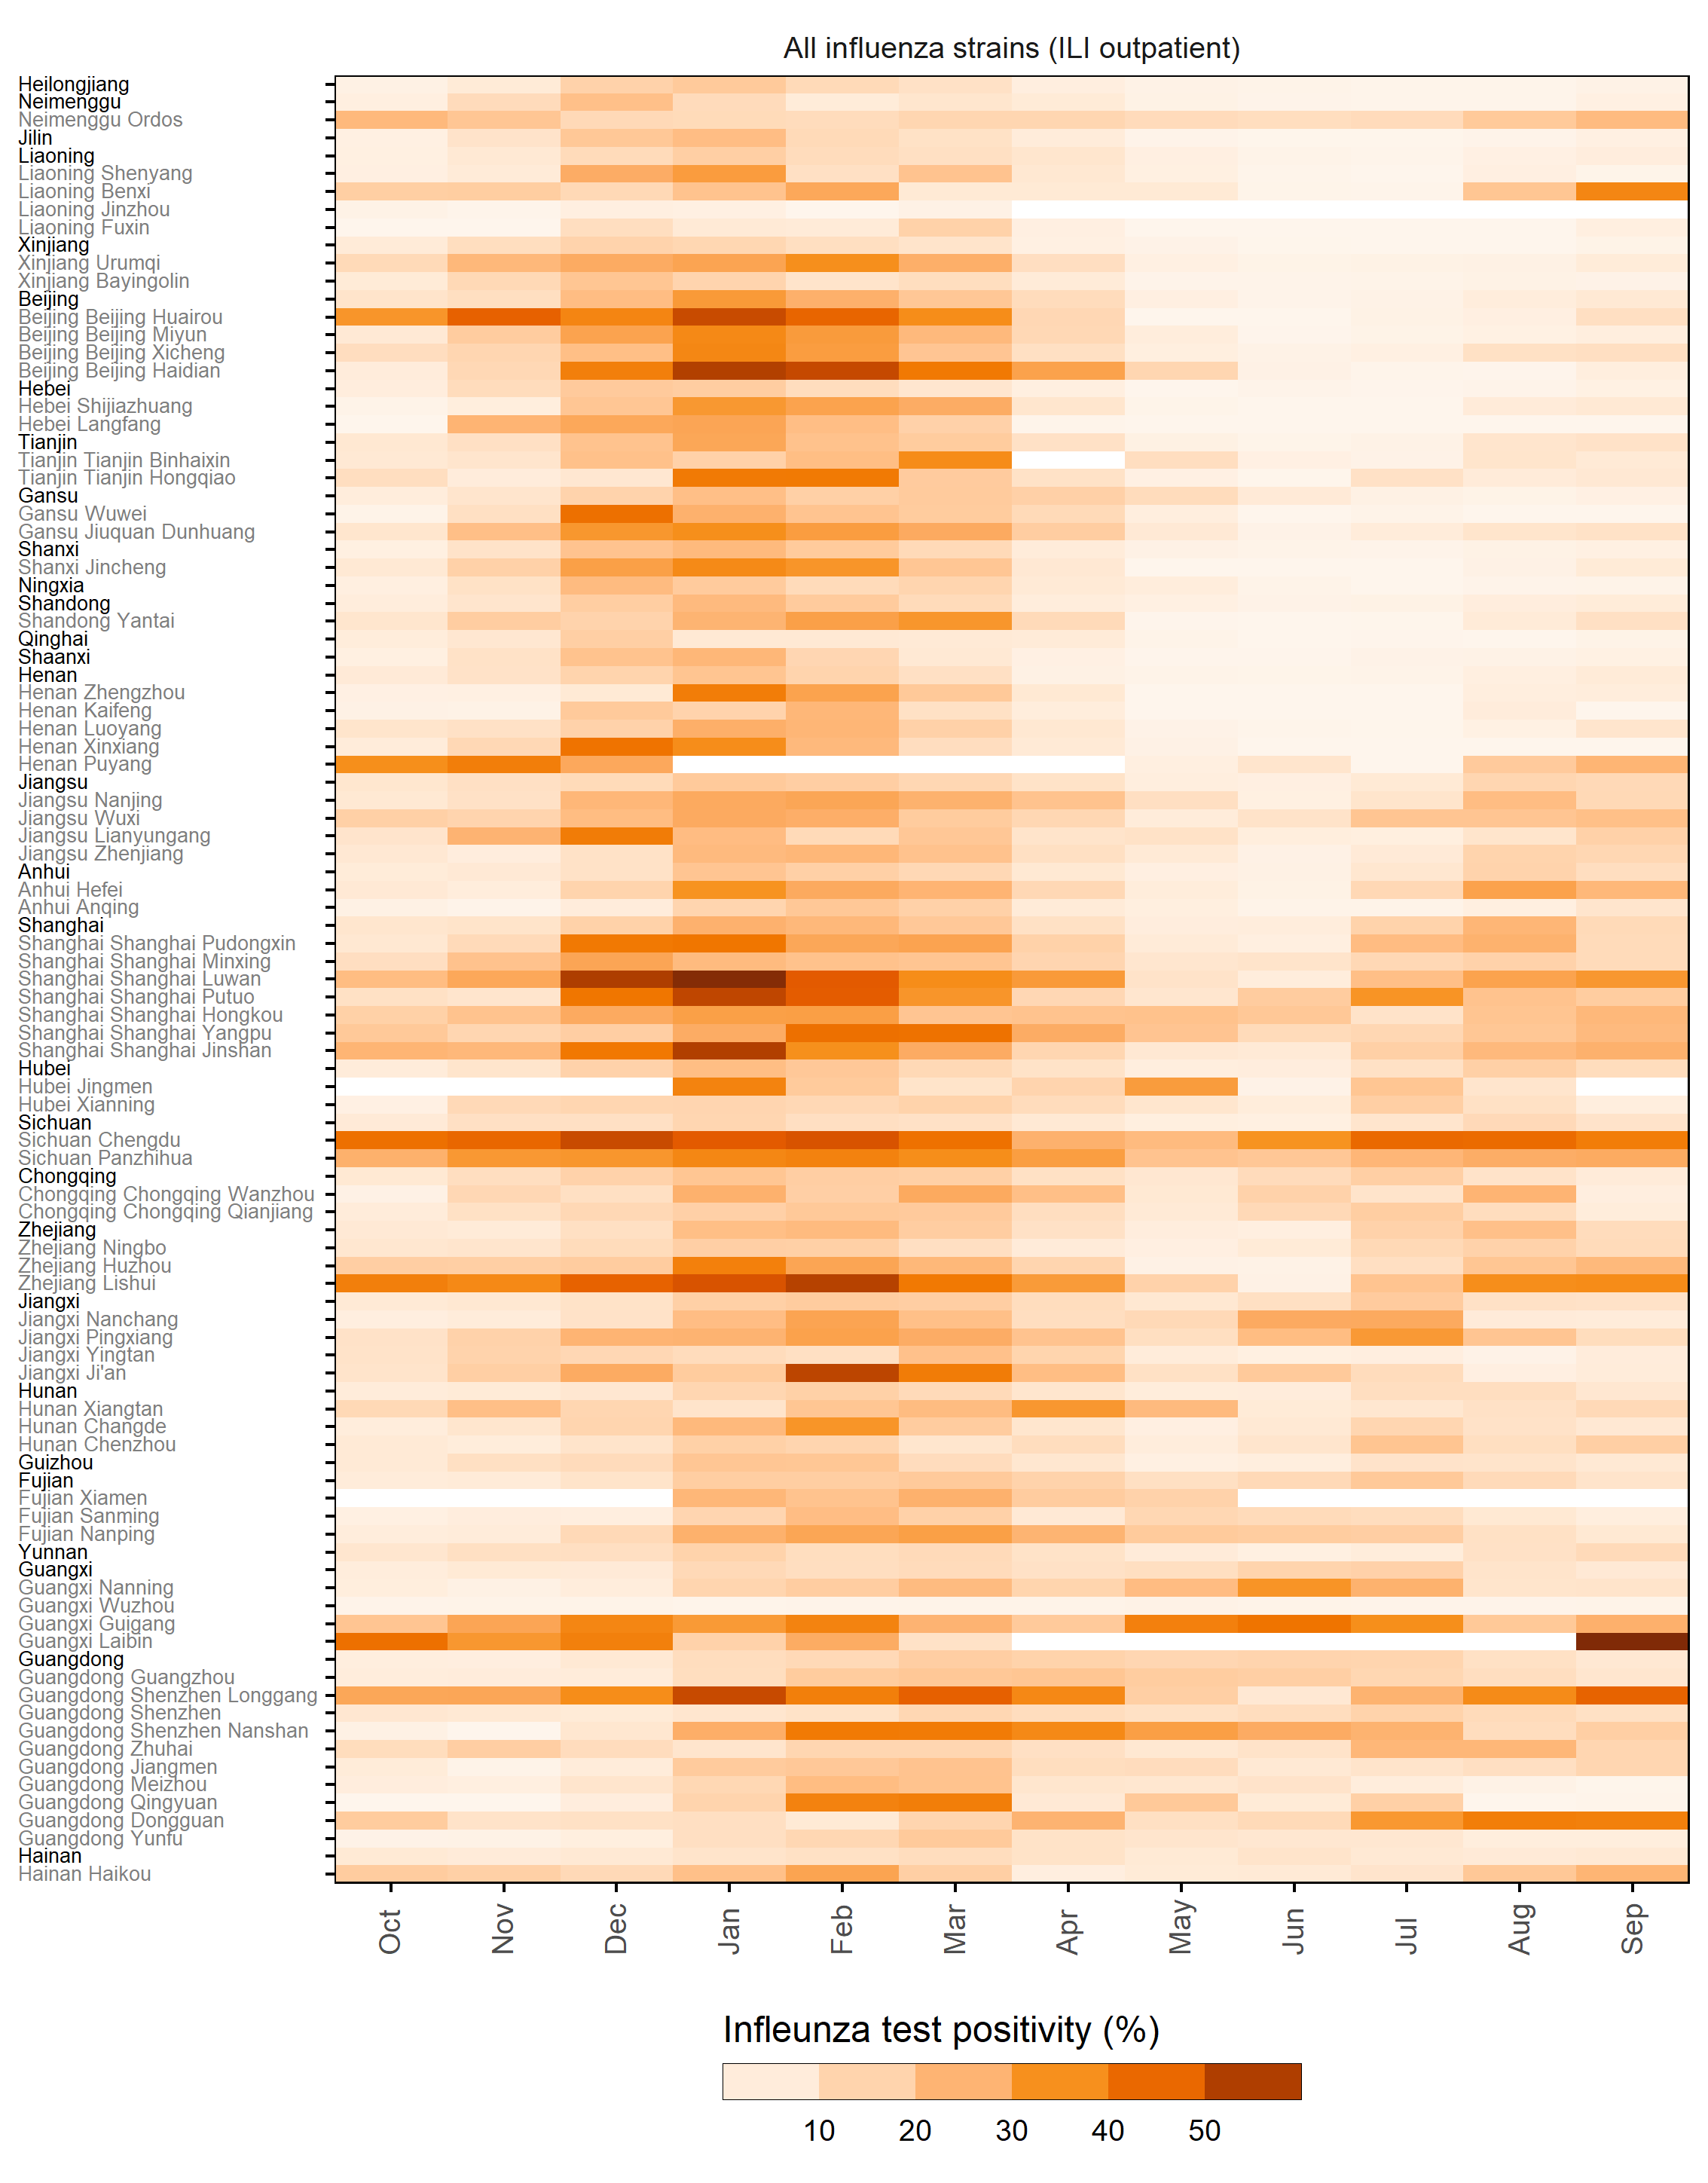 All influenza strains (ILI outpatient)
Heilongjiang
Neimenggu
Neimenggu Ordos
Jilin
Liaoning
Liaoning Shenyang
Liaoning Benxi
Liaoning Jinzhou
Liaoning Fuxin
Xinjiang
Xinjiang Urumqi
Xinjiang Bayingolin
Beijing
Beijing Beijing Huairou
Beijing Beijing Miyun
Beijing Beijing Xicheng
Beijing Beijing Haidian
Hebei
Hebei Shijiazhuang
Hebei Langfang
Tianjin
Tianjin Tianjin Binhaixin
Tianjin Tianjin Hongqiao
Gansu
Gansu Wuwei
Gansu Jiuquan Dunhuang
Shanxi
Shanxi Jincheng
Ningxia
Shandong
Shandong Yantai
Qinghai
Shaanxi
Henan
Henan Zhengzhou
Henan Kaifeng
Henan Luoyang
Henan Xinxiang
Henan Puyang
Jiangsu
Jiangsu Nanjing
Jiangsu Wuxi
Jiangsu Lianyungang
Jiangsu Zhenjiang
Anhui
Anhui Hefei
Anhui Anqing
Shanghai
Shanghai Shanghai Pudongxin
Shanghai Shanghai Minxing
Shanghai Shanghai Luwan
Shanghai Shanghai Putuo
Shanghai Shanghai Hongkou
Shanghai Shanghai Yangpu
Shanghai Shanghai Jinshan
Hubei
Hubei Jingmen
Hubei Xianning
Sichuan
Sichuan Chengdu
Sichuan Panzhihua
Chongqing
Chongqing Chongqing Wanzhou
Chongqing Chongqing Qianjiang
Zhejiang
Zhejiang Ningbo
Zhejiang Huzhou
Zhejiang Lishui
Jiangxi
Jiangxi Nanchang
Jiangxi Pingxiang
Jiangxi Yingtan
Jiangxi Ji'an
Hunan
Hunan Xiangtan
Hunan Changde
Hunan Chenzhou
Guizhou
Fujian
Fujian Xiamen
Fujian Sanming
Fujian Nanping
Yunnan
Guangxi
Guangxi Nanning
Guangxi Wuzhou
Guangxi Guigang
Guangxi Laibin
Guangdong
Guangdong Guangzhou
Guangdong Shenzhen Longgang
Guangdong Shenzhen
Guangdong Shenzhen Nanshan
Guangdong Zhuhai
Guangdong Jiangmen
Guangdong Meizhou
Guangdong Qingyuan
Guangdong Dongguan
Guangdong Yunfu
Hainan
Hainan Haikou
Oct Nov Dec Jan Feb Mar Apr May Jun Jul Aug Sep
Infleunza test positivity (%)
10 20 30 40 50